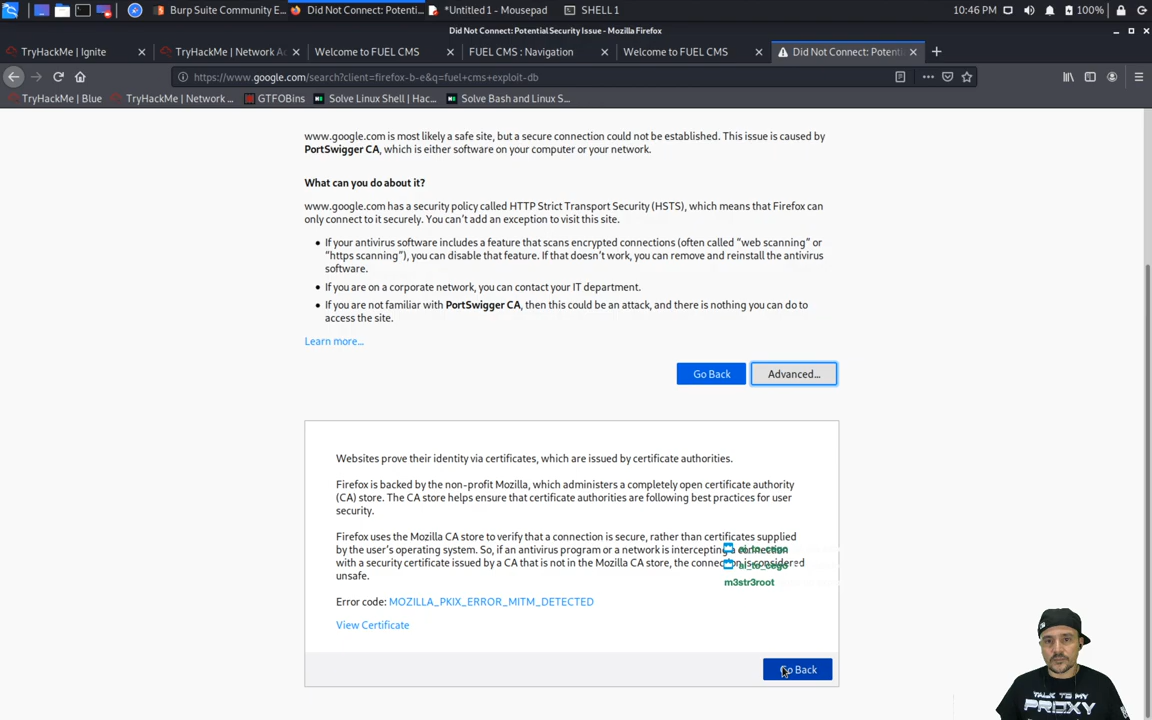 Burp Suite Community E...
Did Not Connect: Potenti...
*Untitled 1 - Mousepad
SHELL 1
10:46 PM
100%
Did Not Connect: Potential Security Issue - Mozilla Firefox
TryHackMe | Ignite
TryHackMe | Network Ac
Welcome to FUEL CMS
FUEL CMS : Navigation
Welcome to FUEL CMS
Did Not Connect: Potenti
https://www.google.com/search?client=firefox-b-e&q=fuel+cms+exploit-db
TryHackMe | Blue
TryHackMe | Network ...
GTFOBins
Solve Linux Shell | Hac...
Solve Bash and Linux S...
www.google.com is most likely a safe site, but a secure connection could not be established. This issue is caused by
PortSwigger CA, which is either software on your computer or your network.
What can you do about it?
www.google.com has a security policy called HTTP Strict Transport Security (HSTS), which means that Firefox can
only connect to it securely. You can't add an exception to visit this site.
If your antivirus software includes a feature that scans encrypted connections (often called "web scanning" or
"https scanning"), you can disable that feature. If that doesn't work, you can remove and reinstall the antivirus
software.
If you are on a corporate network, you can contact your IT department.
If you are not familiar with PortSwigger CA, then this could be an attack, and there is nothing you can do to
access the site.
Learn more...
Go Back
Advanced...
Websites prove their identity via certificates, which are issued by certificate authorities.
Firefox is backed by the non-profit Mozilla, which administers a completely open certificate authority
(CA) store. The CA store helps ensure that certificate authorities are following best practices for user
security.
Firefox uses the Mozilla CA store to verify that a connection is secure, rather than certificates supplied
by the user's operating system. So, if an antivirus program or a network is intercepting a connection
with a security certificate issued by a CA that is not in the Mozilla CA store, the connection is considered
unsafe.
m3str3root
Error code: MOZILLA_PKIX_ERROR_MITM_DETECTED
View Certificate
Go Back
TALK TO MY
PROXY